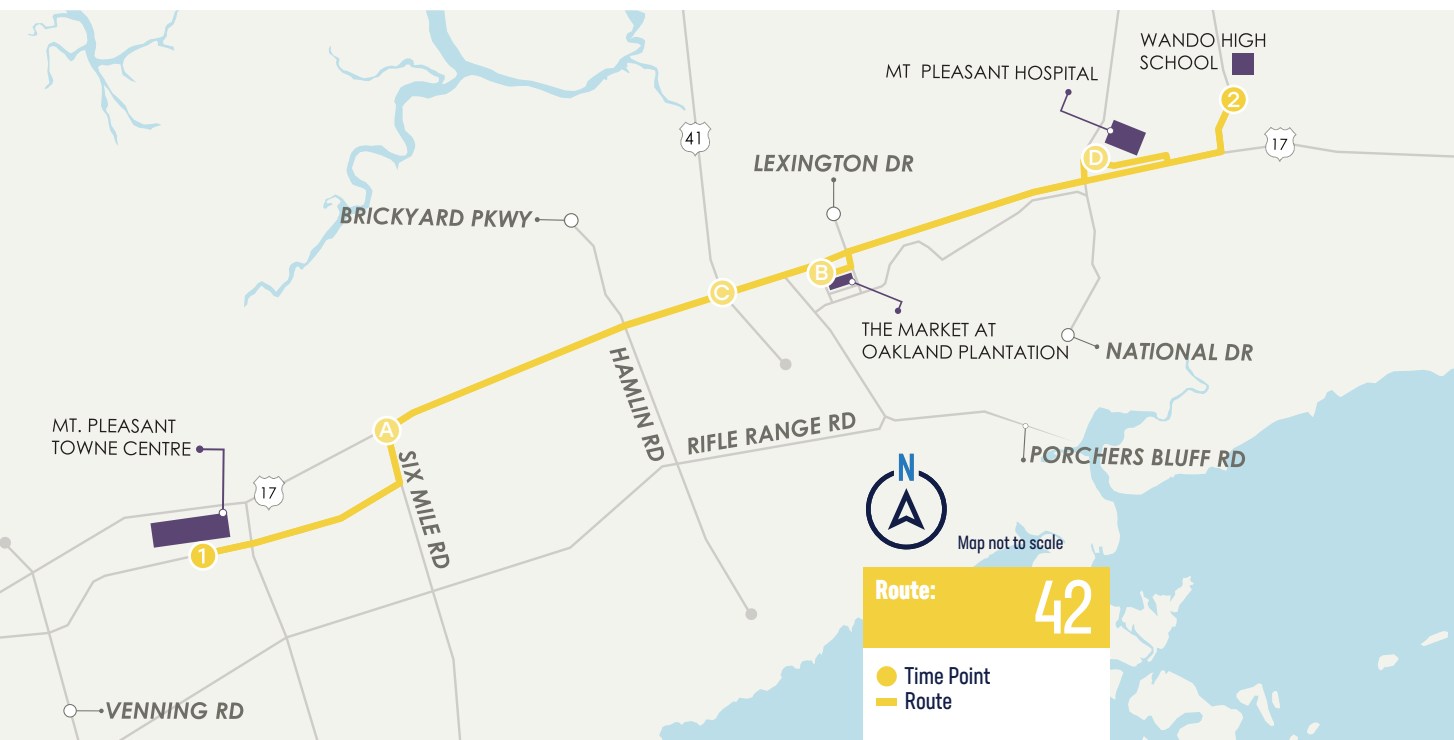 WANDO HIGH
SCHOOL
2
MT PLEASANT HOSPITAL
41
17
D
LEXINGTON DR
BRICKYARD PKWY
B
C
THE MARKET AT
OAKLAND PLANTATION
NATIONAL DR
HAMLIN RD
RIFLE RANGE RD
MT. PLEASANT
TOWNE CENTRE
A
SIX MILE RD
17
1
PORCHERS BLUFF RD
N
Map not to scale
Route: 42
Time Point
Route
VENNING RD